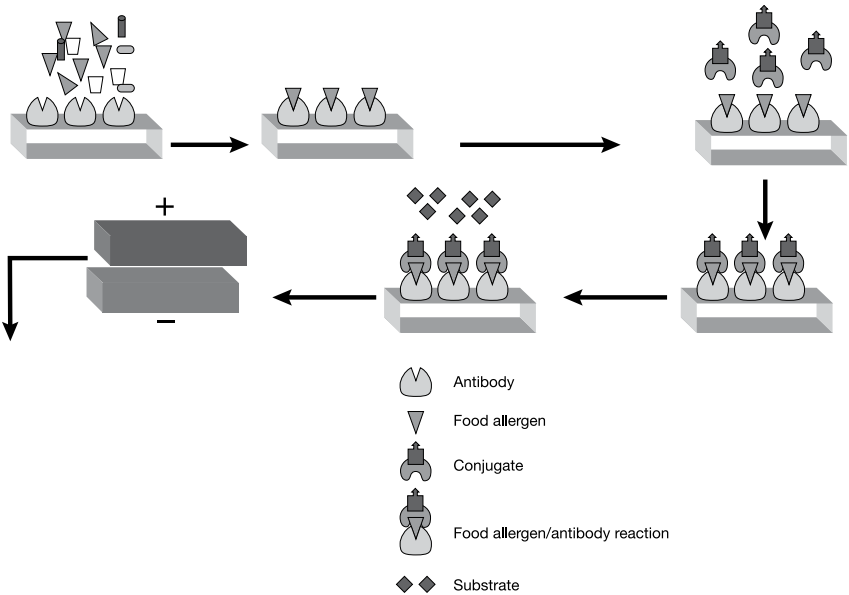 +
−
Antibody
Food allergen
Conjugate
Food allergen/antibody reaction
Substrate